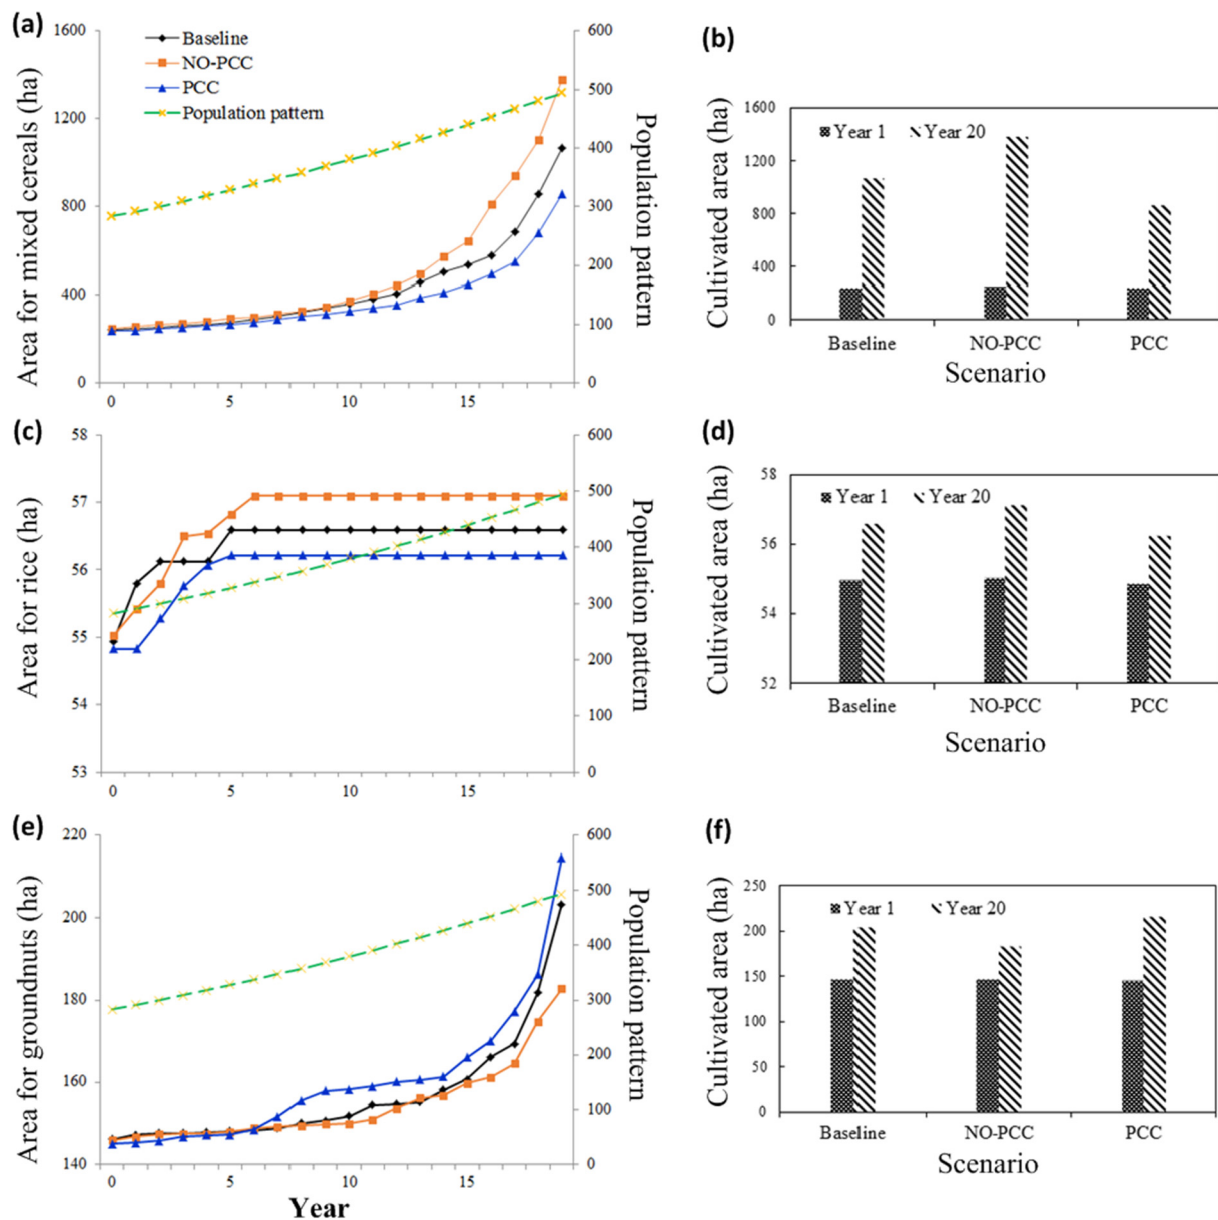 (a)
Area for mixed cereals (ha)
1600
1200
800
400
0
Baseline
NO-PCC
PCC
Population pattern
600
500
400
300
200
100
0
Population pattern
0
5
10
15
(b)
Cultivated area (ha)
1600
1200
800
400
0
Year 1
Year 20
Baseline
NO-PCC
PCC
Scenario
(c)
Area for rice (ha)
58
57
56
55
54
53
600
500
400
300
200
100
0
Population pattern
0
5
10
15
(d)
Cultivated area (ha)
58
56
54
52
Year 1
Year 20
Baseline
NO-PCC
PCC
Scenario
(e)
Area for groundnuts (ha)
220
200
180
160
140
600
500
400
300
200
100
0
Population pattern
0
5
10
15
Year
(f)
Cultivated area (ha)
250
200
150
100
50
0
Year 1
Year 20
Baseline
NO-PCC
PCC
Scenario